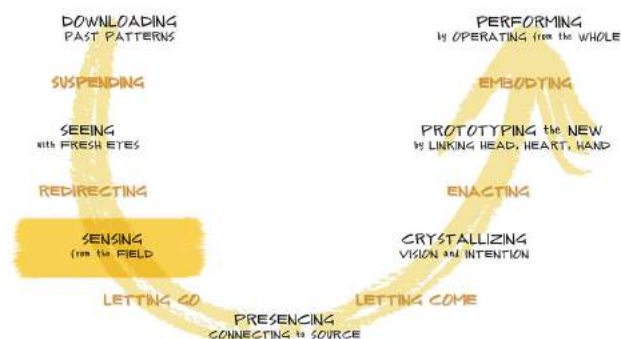 DOWNLOADING
PAST PATTERNS
SUSPENDING
SEEING
with FRESH EYES
REDIRECTING
SENSING
from the FIELD
LETTING GO
PRESENCING
CONNECTING to SOURCE
LETTING COME
CRYSTALLIZING
VISION and INTENTION
ENACTING
PROTOTYPING the NEW
by LINKING HEAD, HEART, HAND
EMBODYING
PERFORMING
by OPERATING from the WHOLE